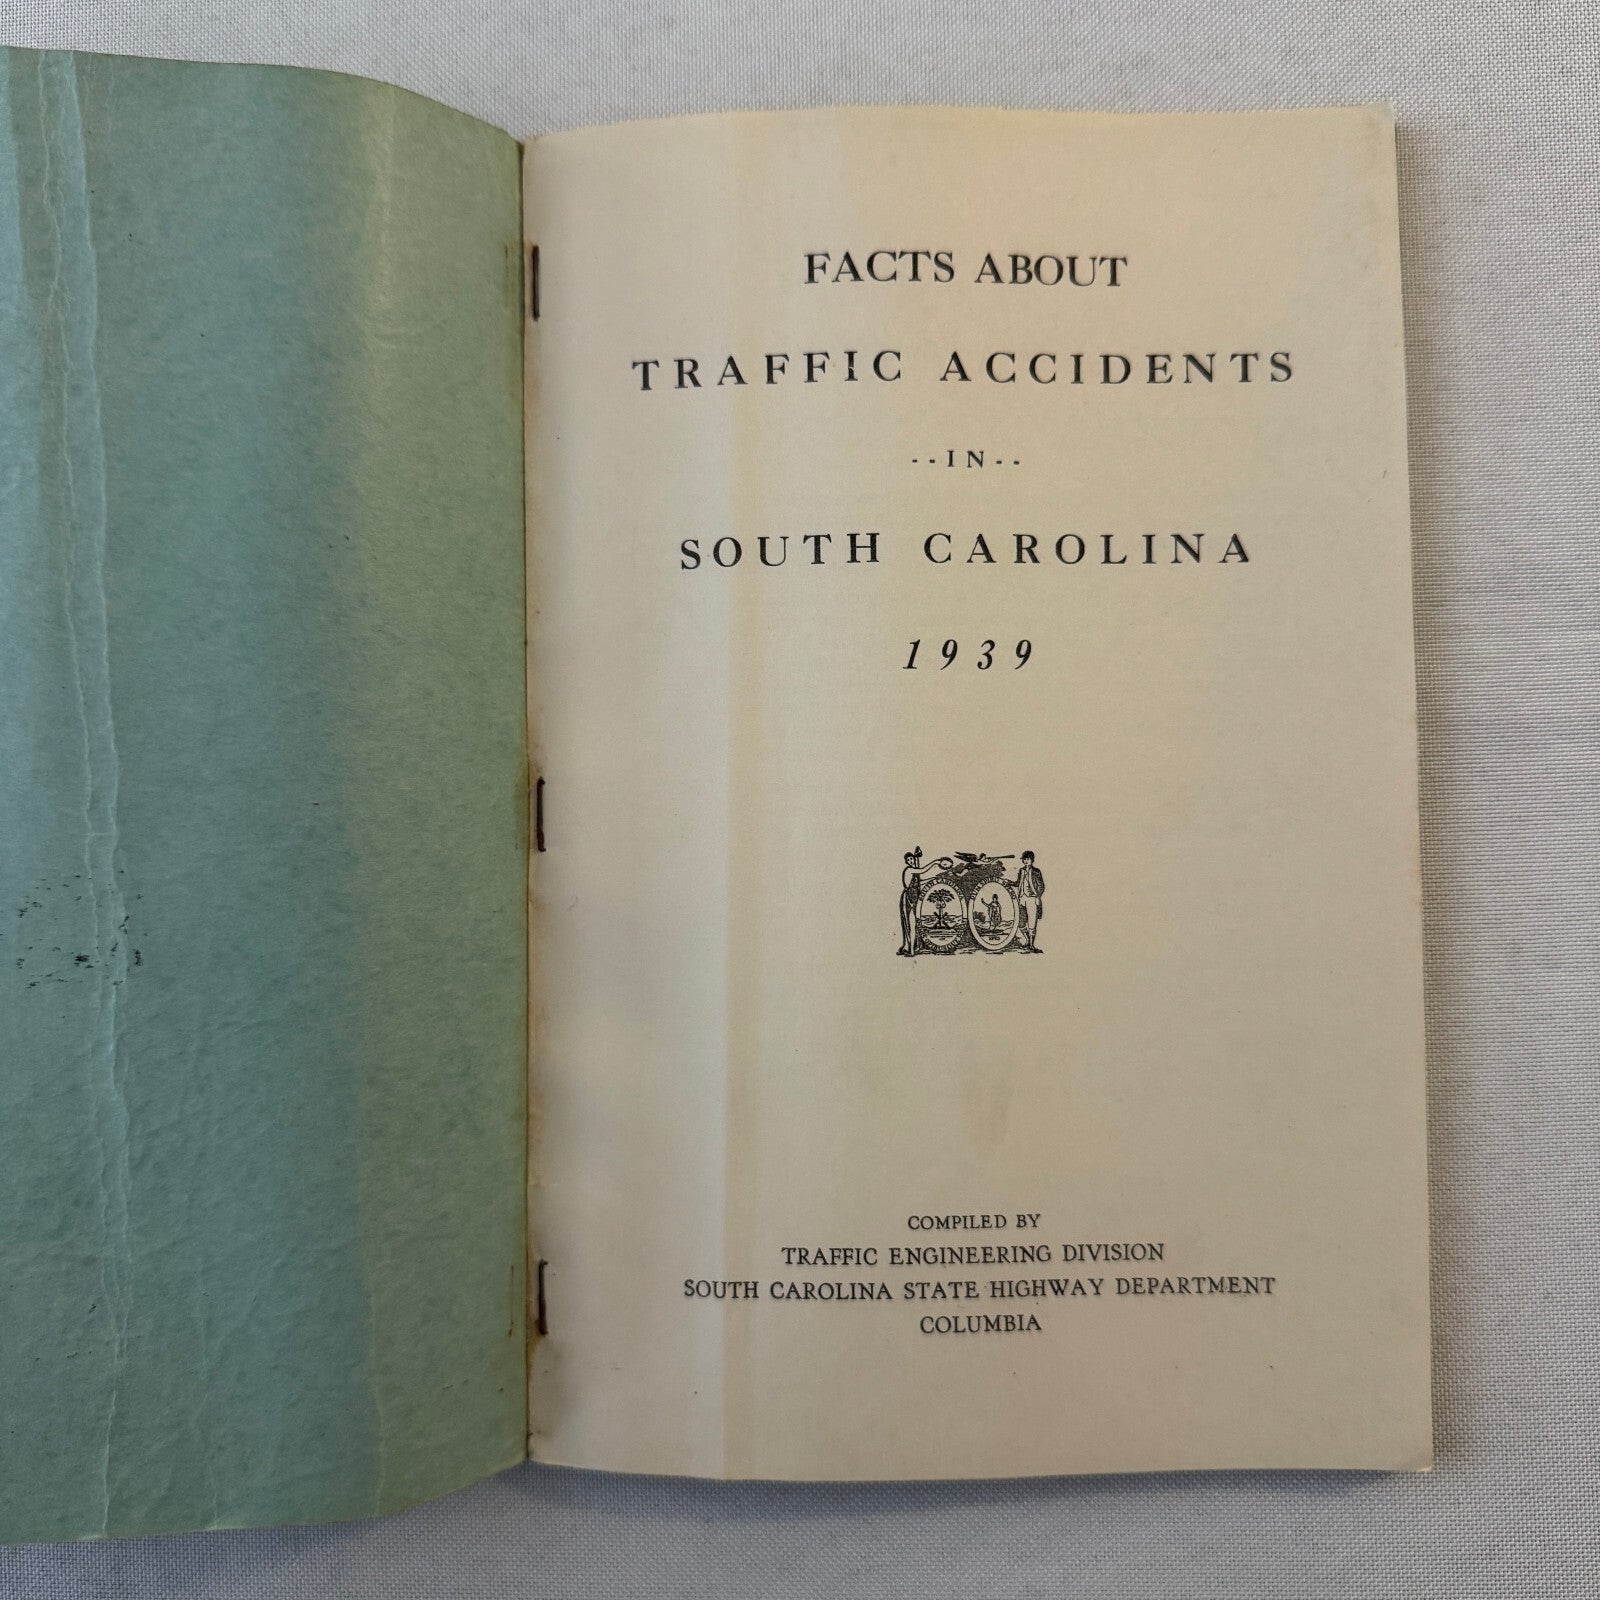 FACTS ABOUT
TRAFFIC ACCIDENTS
--IN--
SOUTH CAROLINA
1939
COMPILED BY
TRAFFIC ENGINEERING DIVISION
SOUTH CAROLINA STATE HIGHWAY DEPARTMENT
COLUMBIA